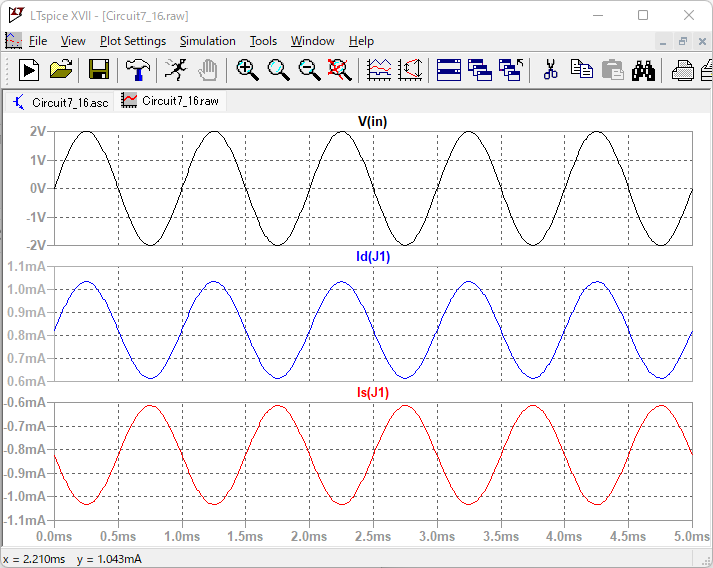 LTspice XVII - [Circuit7_16.raw]
File View Plot Settings Simulation Tools Window Help
Circuit7_16.asc Circuit7_16.raw
V(in)
2V
1V
0V
-1V
-2V
Id(J1)
1.1mA
1.0mA
0.9mA
0.8mA
0.7mA
0.6mA
Is(J1)
-0.6mA
-0.7mA
-0.8mA
-0.9mA
-1.0mA
-1.1mA
0.0ms 0.5ms 1.0ms 1.5ms 2.0ms 2.5ms 3.0ms 3.5ms 4.0ms 4.5ms 5.0ms
x = 2.210ms y = 1.043mA